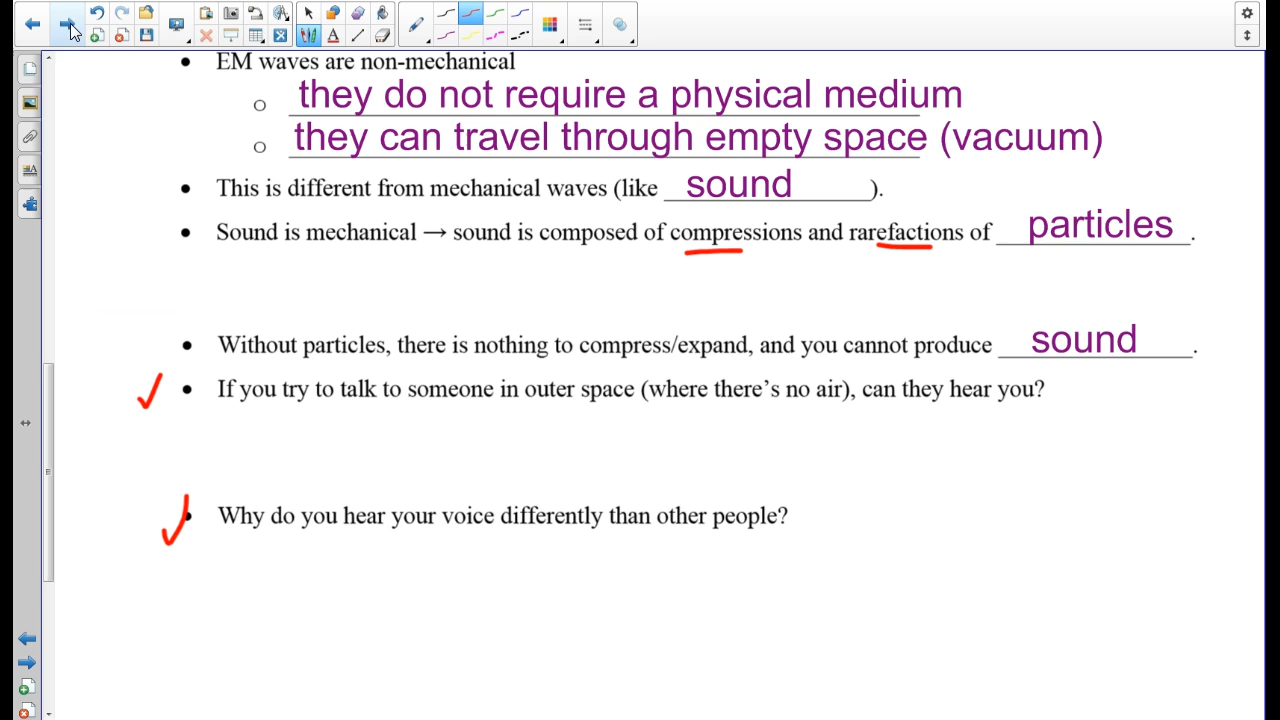 EM waves are non-mechanical
they do not require a physical medium
they can travel through empty space (vacuum)
This is different from mechanical waves (like sound).
Sound is mechanical → sound is composed of compressions and rarefactions of particles.
Without particles, there is nothing to compress/expand, and you cannot produce sound.
If you try to talk to someone in outer space (where there's no air), can they hear you?
Why do you hear your voice differently than other people?